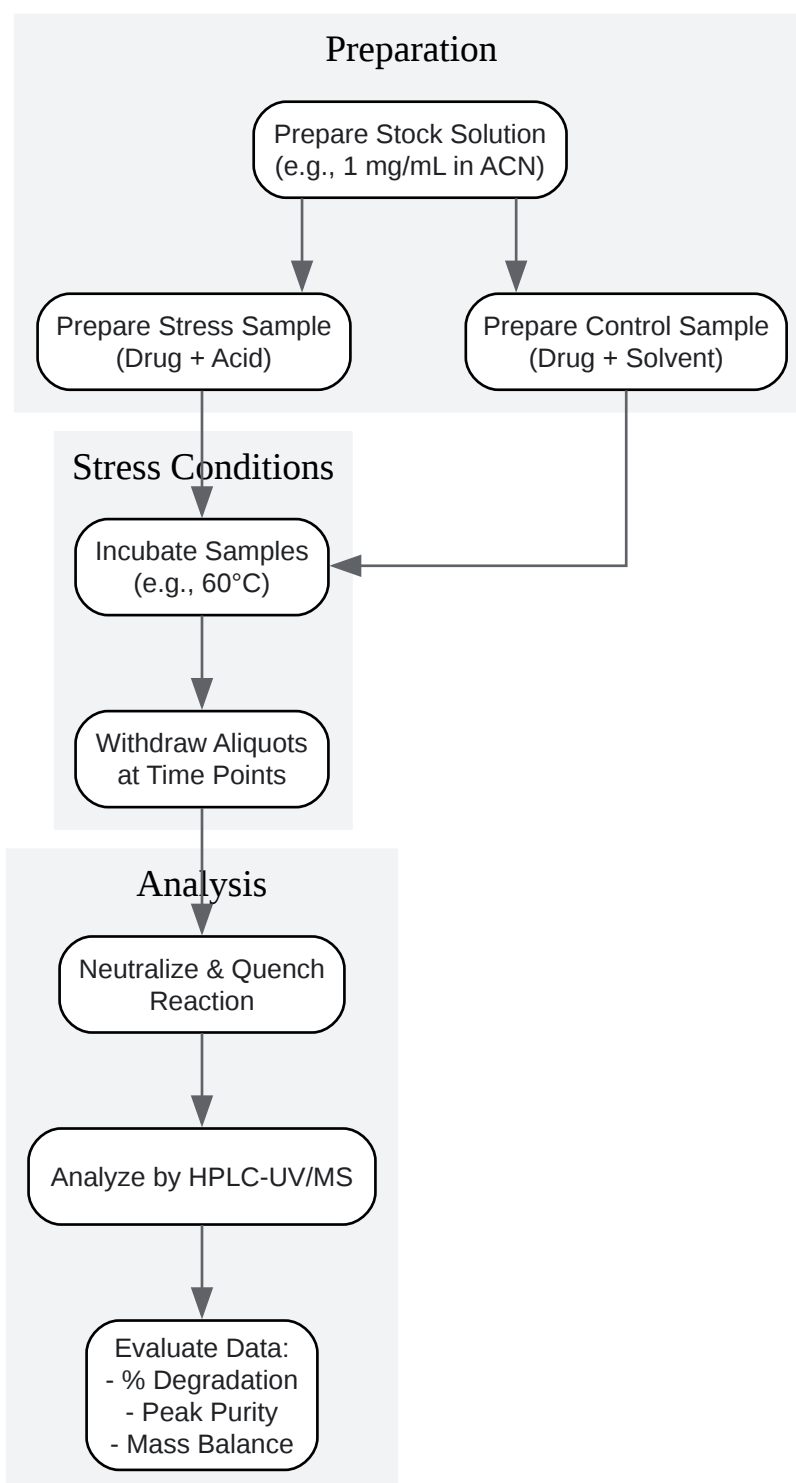 Preparation
Prepare Stock Solution
(e.g., 1 mg/mL in ACN)
Prepare Stress Sample
(Drug + Acid)
Prepare Control Sample
(Drug + Solvent)
Stress Conditions
Incubate Samples
(e.g., 60°C)
Withdraw Aliquots
at Time Points
Analysis
Neutralize & Quench
Reaction
Analyze by HPLC-UV/MS
Evaluate Data:
- % Degradation
- Peak Purity
- Mass Balance